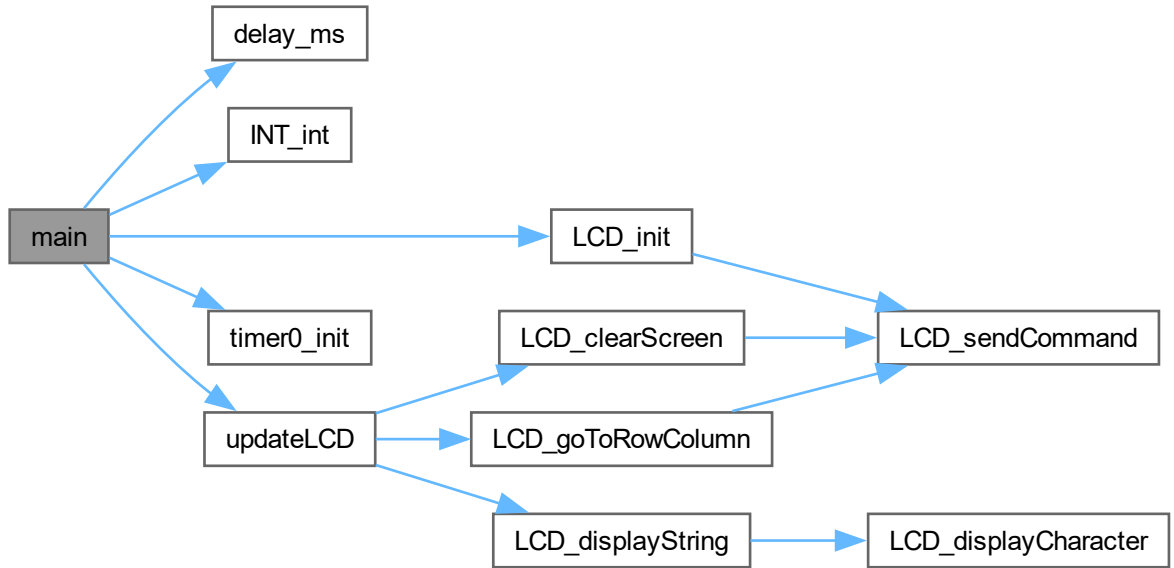 delay_ms
INT_int
main
LCD_init
timer0_init
LCD_clearScreen
LCD_sendCommand
updateLCD
LCD_goToRowColumn
LCD_displayString
LCD_displayCharacter